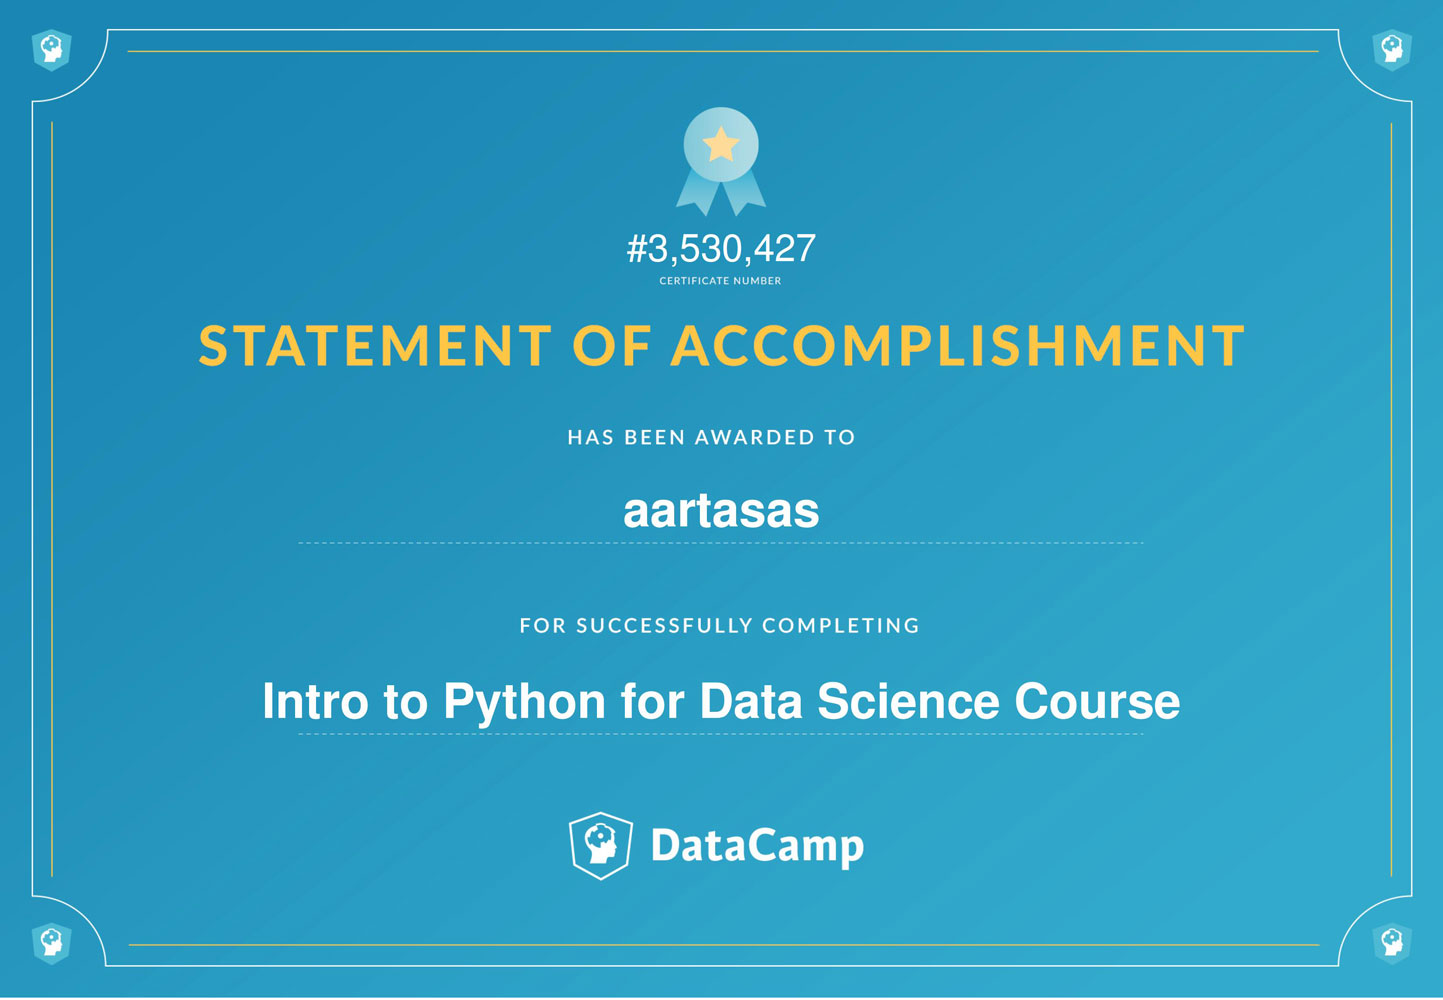 #3,530,427
CERTIFICATE NUMBER
STATEMENT OF ACCOMPLISHMENT
HAS BEEN AWARDED TO
aartasas
FOR SUCCESSFULLY COMPLETING
Intro to Python for Data Science Course
DataCamp